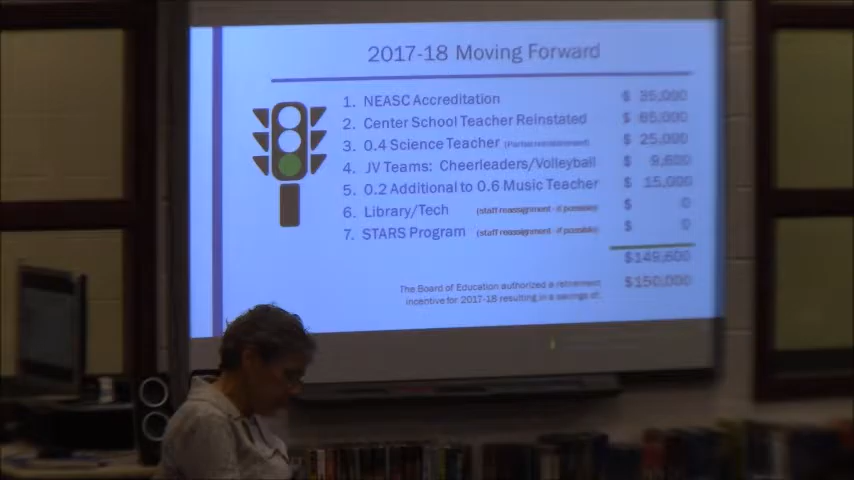 2017-18 Moving Forward
1. NEASC Accreditation $ 35,000
2. Center School Teacher Reinstated $ 65,000
3. 0.4 Science Teacher $ 25,000
4. JV Teams: Cheerleaders/Volleyball $ 9,600
5. 0.2 Additional to 0.6 Music Teacher $ 15,000
6. Library/Tech (staff reassignment - if possible) $ 0
7. STARS Program (staff reassignment - if possible) $ 0
$149,600
The Board of Education authorized a retirement $150,000
incentive for 2017-18 resulting in a savings of: